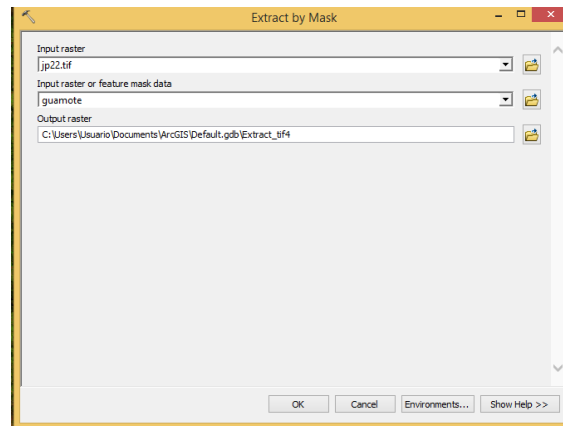 Extract by Mask
Input raster
jp22.tif
Input raster or feature mask data
guamote
Output raster
C:\Users\Usuario\Documents\ArcGIS\Default.gdb\Extract_tif4
OK Cancel Environments... Show Help >>